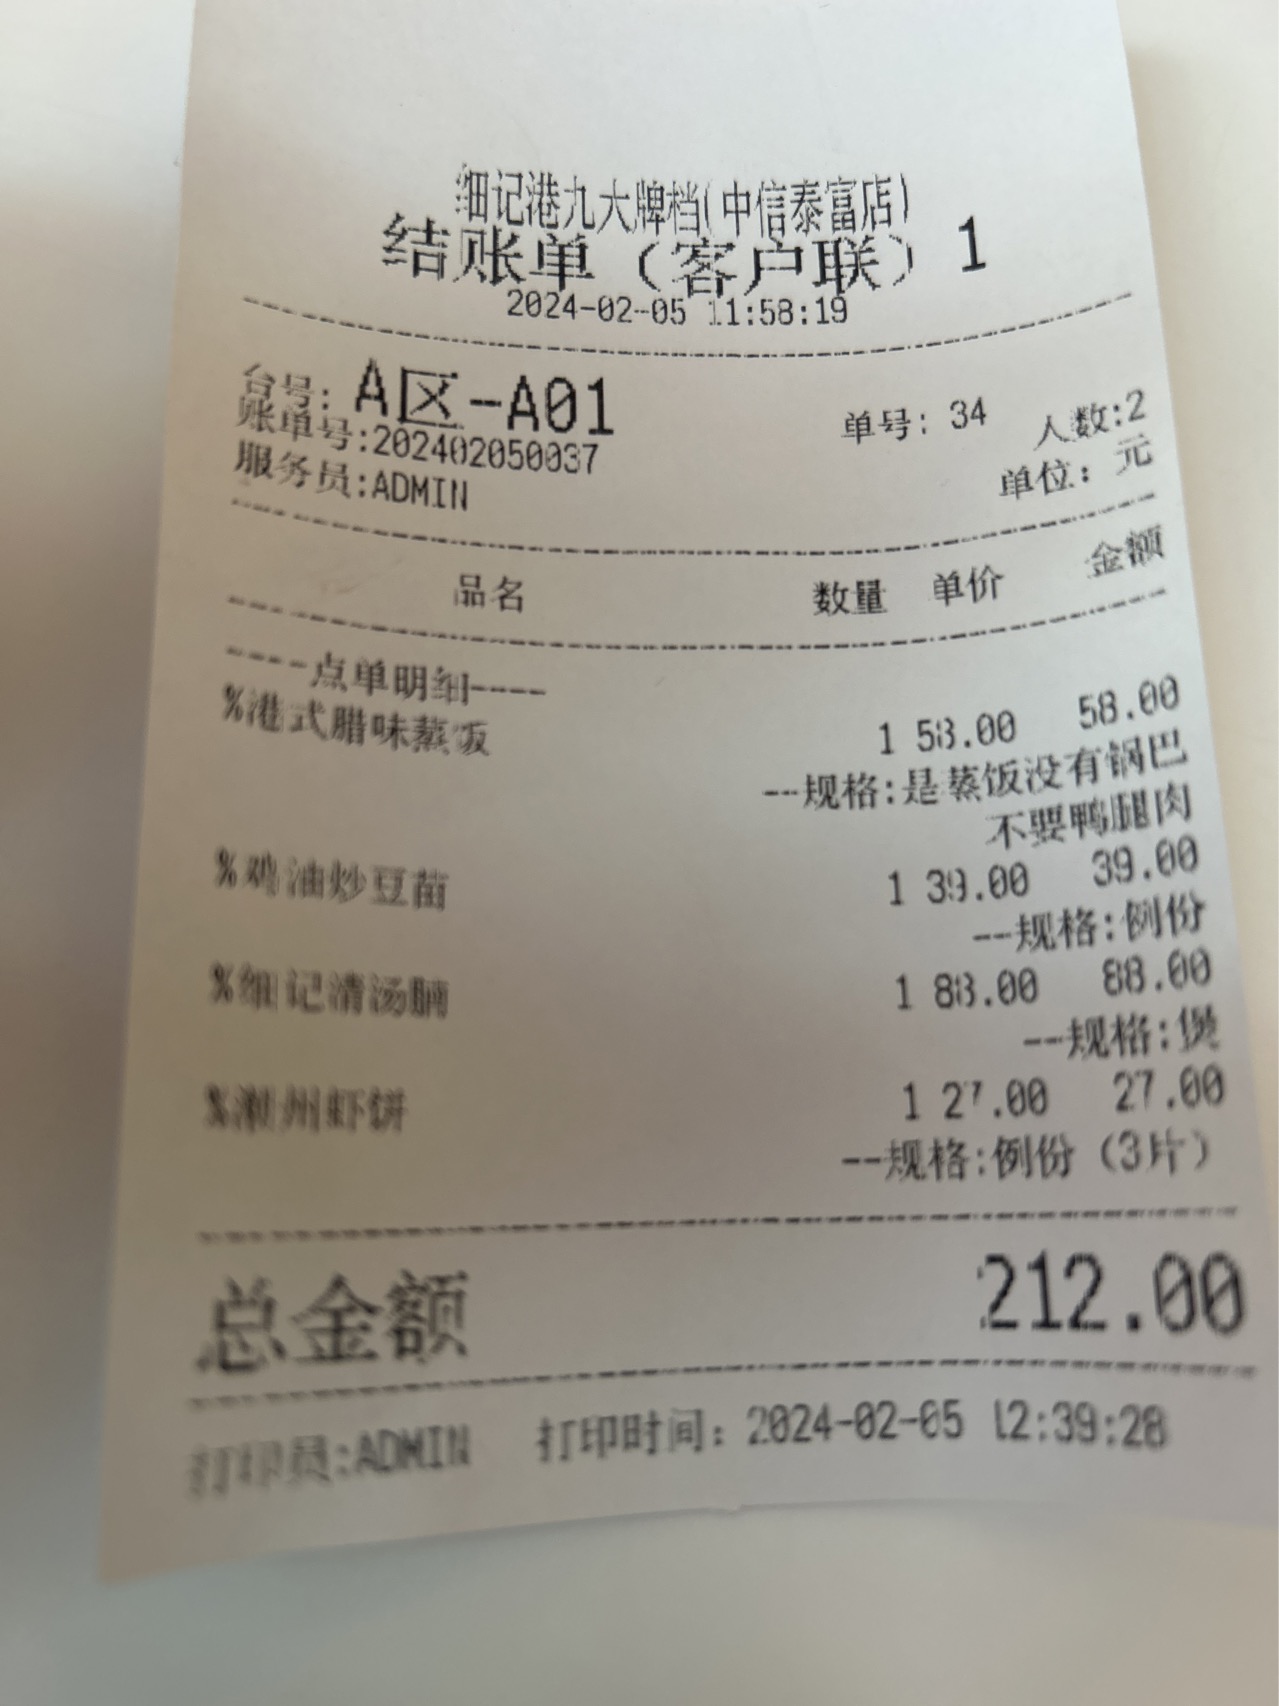 细记港九大牌档(中信泰富店)
结账单（客户联）1
2024-02-05 11:58:19
台号: A区-A01 单号: 34 人数:2
账单号:202402050037
服务员:ADMIN 单位: 元
品名 数量 单价 金额
----点单明细----
%港式腊味蒸饭 1 58.00 58.00
--规格:是蒸饭没有锅巴
不要鸭腿肉
%鸡油炒豆苗 1 39.00 39.00
--规格:例份
%细记清汤腩 1 88.00 88.00
--规格:煲
%潮州虾饼 1 27.00 27.00
--规格:例份（3片）
总金额 212.00
打印员:ADMIN 打印时间: 2024-02-05 12:39:28